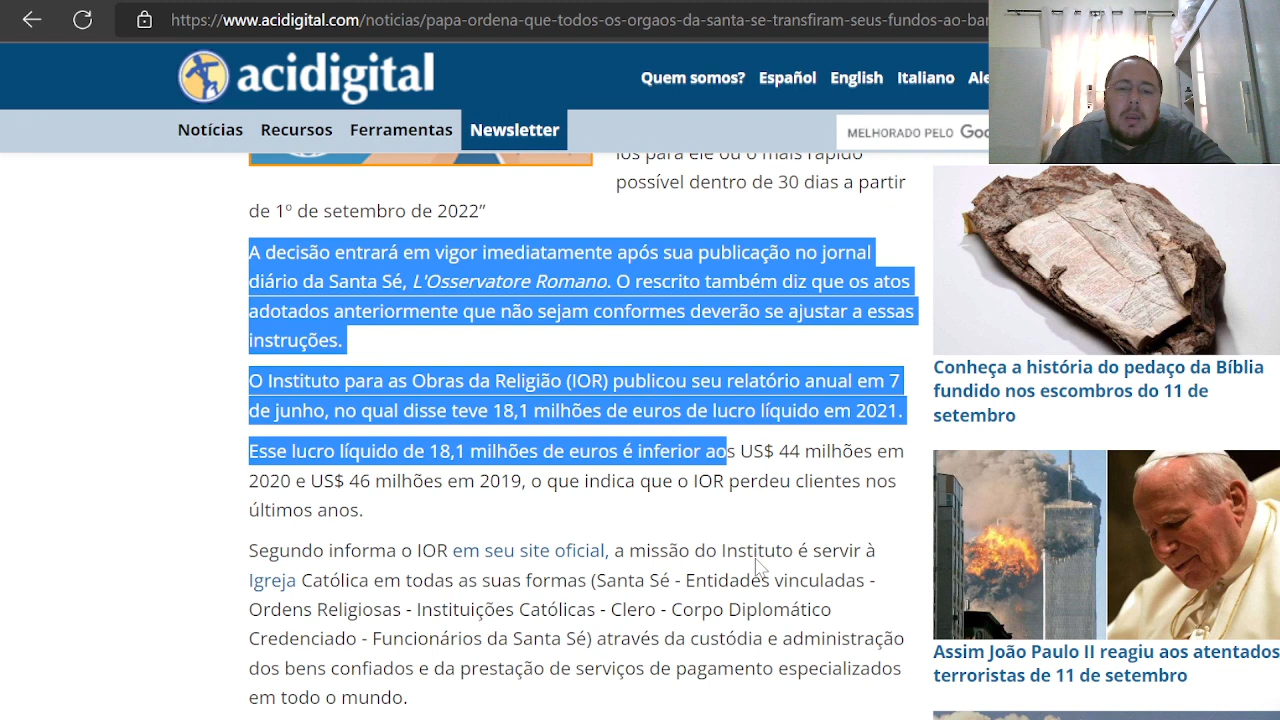 https://www.acidigital.com/noticias/papa-ordena-que-todos-os-orgaos-da-santa-se-transfiram-seus-fundos-ao-ban
acidigital
Quem somos? Español English Italiano Ale
Notícias Recursos Ferramentas Newsletter
MELHORADO PELO Goo
los para ele ou o mais rápido
possível dentro de 30 dias a partir
de 1º de setembro de 2022”
A decisão entrará em vigor imediatamente após sua publicação no jornal
diário da Santa Sé, L'Osservatore Romano. O rescrito também diz que os atos
adotados anteriormente que não sejam conformes deverão se ajustar a essas
instruções.
O Instituto para as Obras da Religião (IOR) publicou seu relatório anual em 7
de junho, no qual disse teve 18,1 milhões de euros de lucro líquido em 2021.
Esse lucro líquido de 18,1 milhões de euros é inferior aos US$ 44 milhões em
2020 e US$ 46 milhões em 2019, o que indica que o IOR perdeu clientes nos
últimos anos.
Segundo informa o IOR em seu site oficial, a missão do Instituto é servir à
Igreja Católica em todas as suas formas (Santa Sé - Entidades vinculadas -
Ordens Religiosas - Instituições Católicas - Clero - Corpo Diplomático
Credenciado - Funcionários da Santa Sé) através da custódia e administração
dos bens confiados e da prestação de serviços de pagamento especializados
em todo o mundo.
Conheça a história do pedaço da Bíblia
fundido nos escombros do 11 de
setembro
Assim João Paulo II reagiu aos atentados
terroristas de 11 de setembro